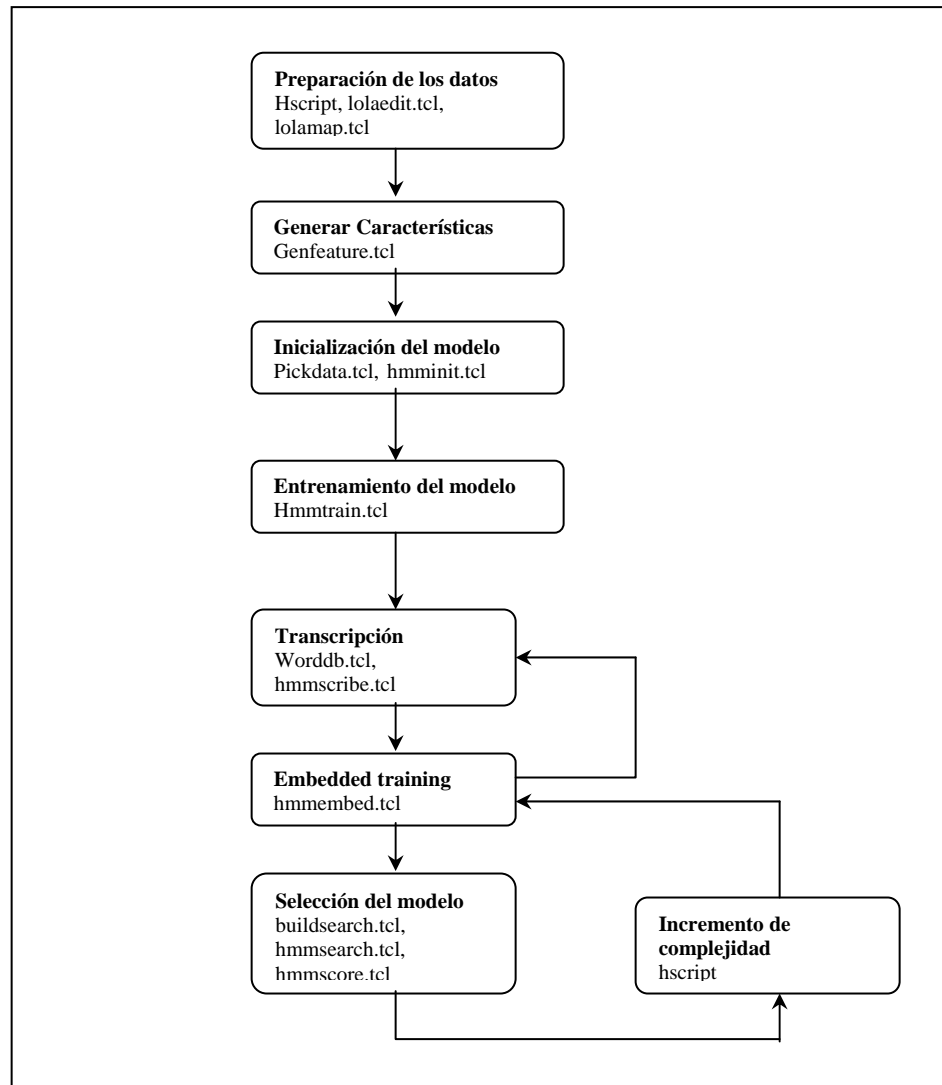 Preparación de los datos
Hscript, lolaedit.tcl,
lolamap.tcl
Generar Características
Genfeature.tcl
Inicialización del modelo
Pickdata.tcl, hmminit.tcl
Entrenamiento del modelo
Hmmtrain.tcl
Transcripción
Worddb.tcl,
hmmscribe.tcl
Embedded training
hmmembed.tcl
Selección del modelo
buildsearch.tcl,
hmmsearch.tcl,
hmmscore.tcl
Incremento de
complejidad
hscript